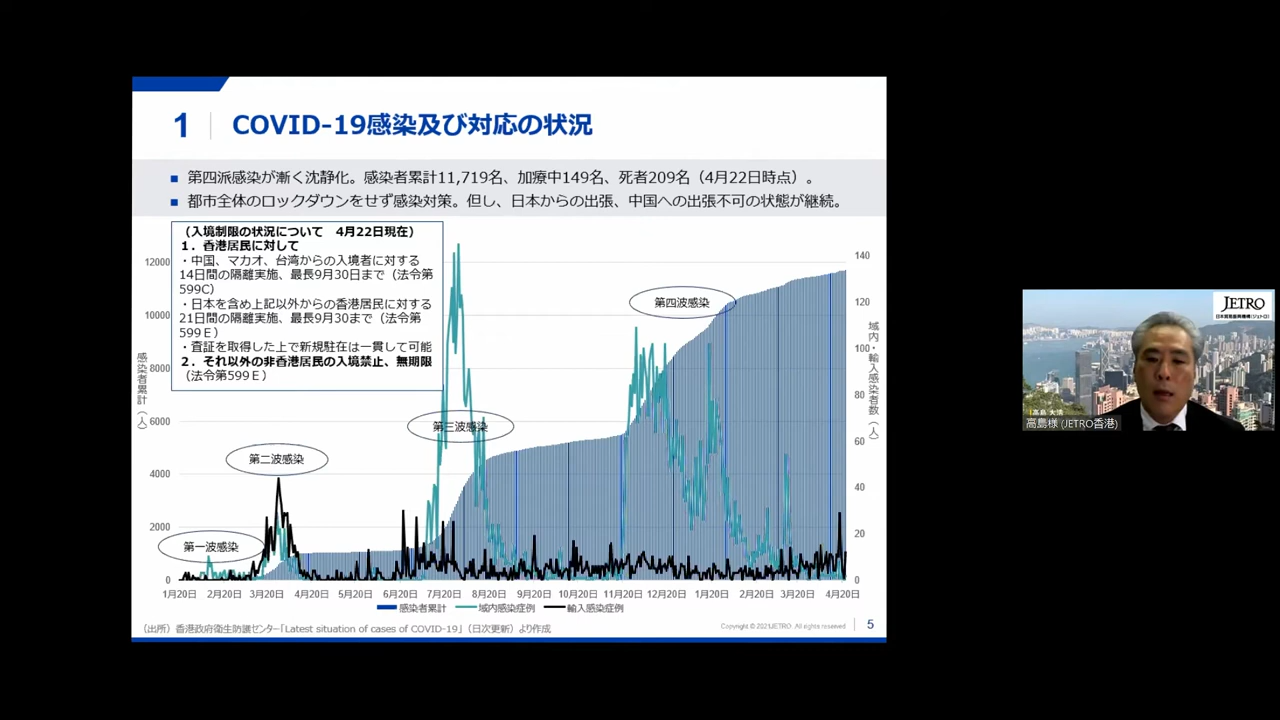 1
COVID-19感染及び対応の状況
■ 第四派感染が漸く沈静化。感染者累計11,719名、加療中149名、死者209名（4月22日時点）。
■ 都市全体のロックダウンをせず感染対策。但し、日本からの出張、中国への出張不可の状態が継続。
（入境制限の状況について 4月22日現在）
１．香港居民に対して
・中国、マカオ、台湾からの入境者に対する
14日間の隔離実施、最長9月30日まで（法令第
599C）
・日本を含め上記以外からの香港居民に対する
21日間の隔離実施、最長9月30まで（法令第
599Ｅ）
・査証を取得した上で新規駐在は一貫して可能
２．それ以外の非香港居民の入境禁止、無期限
（法令第599Ｅ）
感染者累計（人）
12000
10000
8000
6000
4000
2000
0
第一波感染
第二波感染
第三波感染
第四波感染
140
120
100
80
60
40
20
0
域内・輸入感染者数（人）
1月20日 2月20日 3月20日 4月20日 5月20日 6月20日 7月20日 8月20日 9月20日 10月20日 11月20日 12月20日 1月20日 2月20日 3月20日 4月20日
感染者累計 域内感染症例 輸入感染症例
（出所）香港政府衛生防護センター「Latest situation of cases of COVID-19」（日次更新）より作成
Copyright © 2021JETRO. All rights reserved.
5
JETRO
日本貿易振興機構(ジェトロ)
高島 大浩
高島様 (JETRO香港)